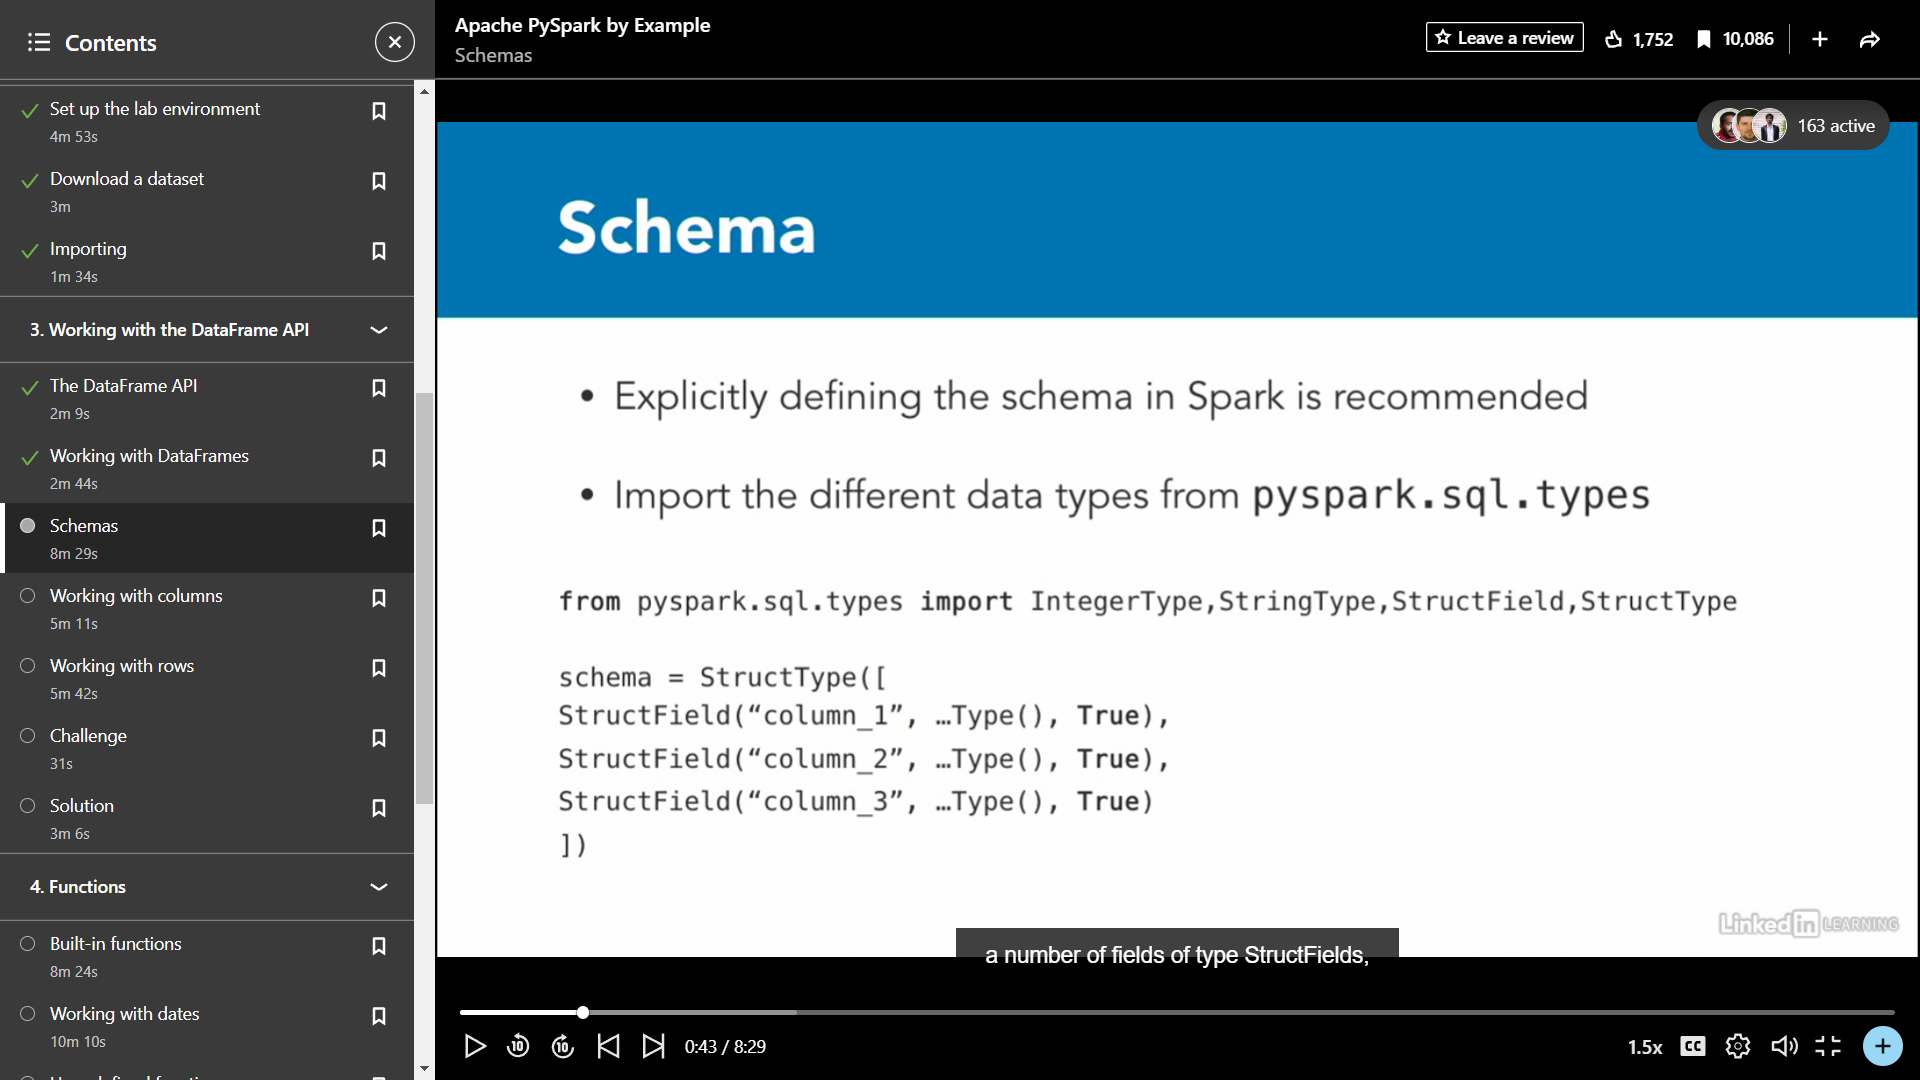 Contents
Set up the lab environment
4m 53s
Download a dataset
3m
Importing
1m 34s
3. Working with the DataFrame API
The DataFrame API
2m 9s
Working with DataFrames
2m 44s
Schemas
8m 29s
Working with columns
5m 11s
Working with rows
5m 42s
Challenge
31s
Solution
3m 6s
4. Functions
Built-in functions
8m 24s
Working with dates
10m 10s
Apache PySpark by Example
Schemas
Leave a review
1,752
10,086
163 active
Schema
• Explicitly defining the schema in Spark is recommended
• Import the different data types from pyspark.sql.types
from pyspark.sql.types import IntegerType,StringType,StructField,StructType
schema = StructType([
StructField(“column_1”, …Type(), True),
StructField(“column_2”, …Type(), True),
StructField(“column_3”, …Type(), True)
])
LinkedIn LEARNING
a number of fields of type StructFields,
10
10
0:43 / 8:29
1.5x
CC